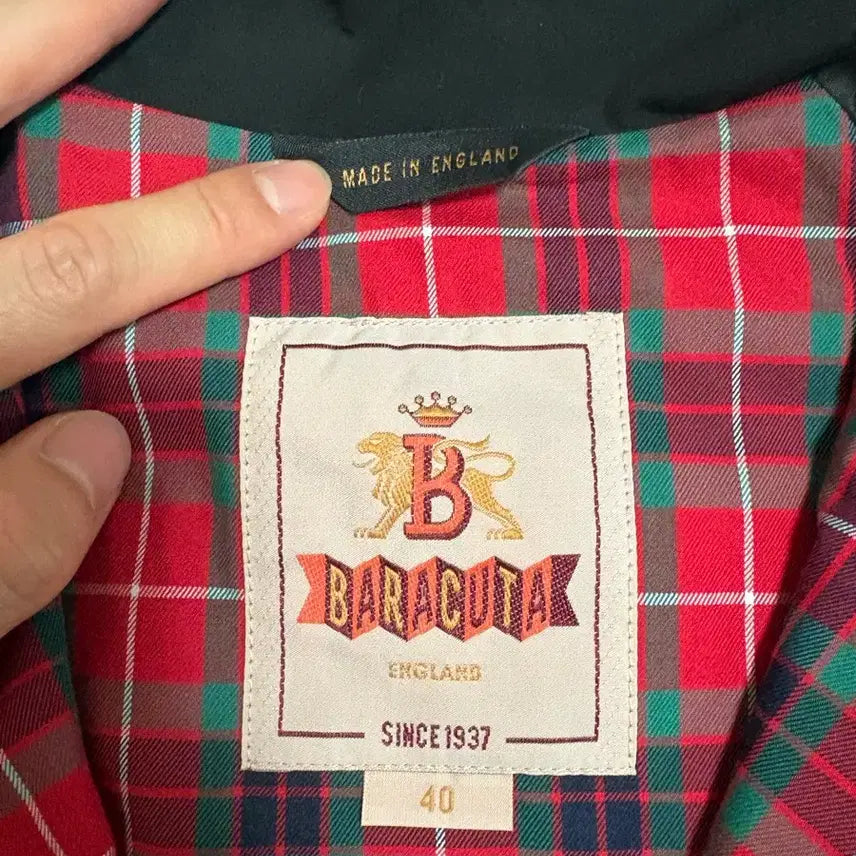 MADE IN ENGLAND
B
BARACUTA
ENGLAND
SINCE 1937
40